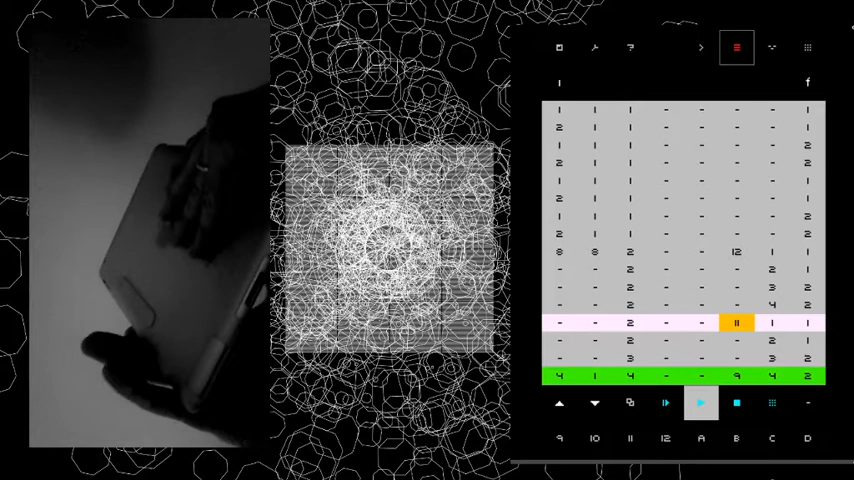 I f
1 1 1 - - - - 1
2 1 1 - - - - 1
1 1 1 - - - - 2
2 1 1 - - - - 2
1 1 1 - - - - 1
2 1 1 - - - - 1
1 1 1 - - - - 2
2 1 1 - - - - 2
0 0 2 - - 12 1 1
- - 2 - - - 2 1
- - 2 - - - 3 2
- - 2 - - - 4 2
- - 2 - - 11 1 1
- - 2 - - - 2 1
- - 3 - - - 3 2
4 1 4 - - 9 4 2
-
9 10 11 12 A B C D